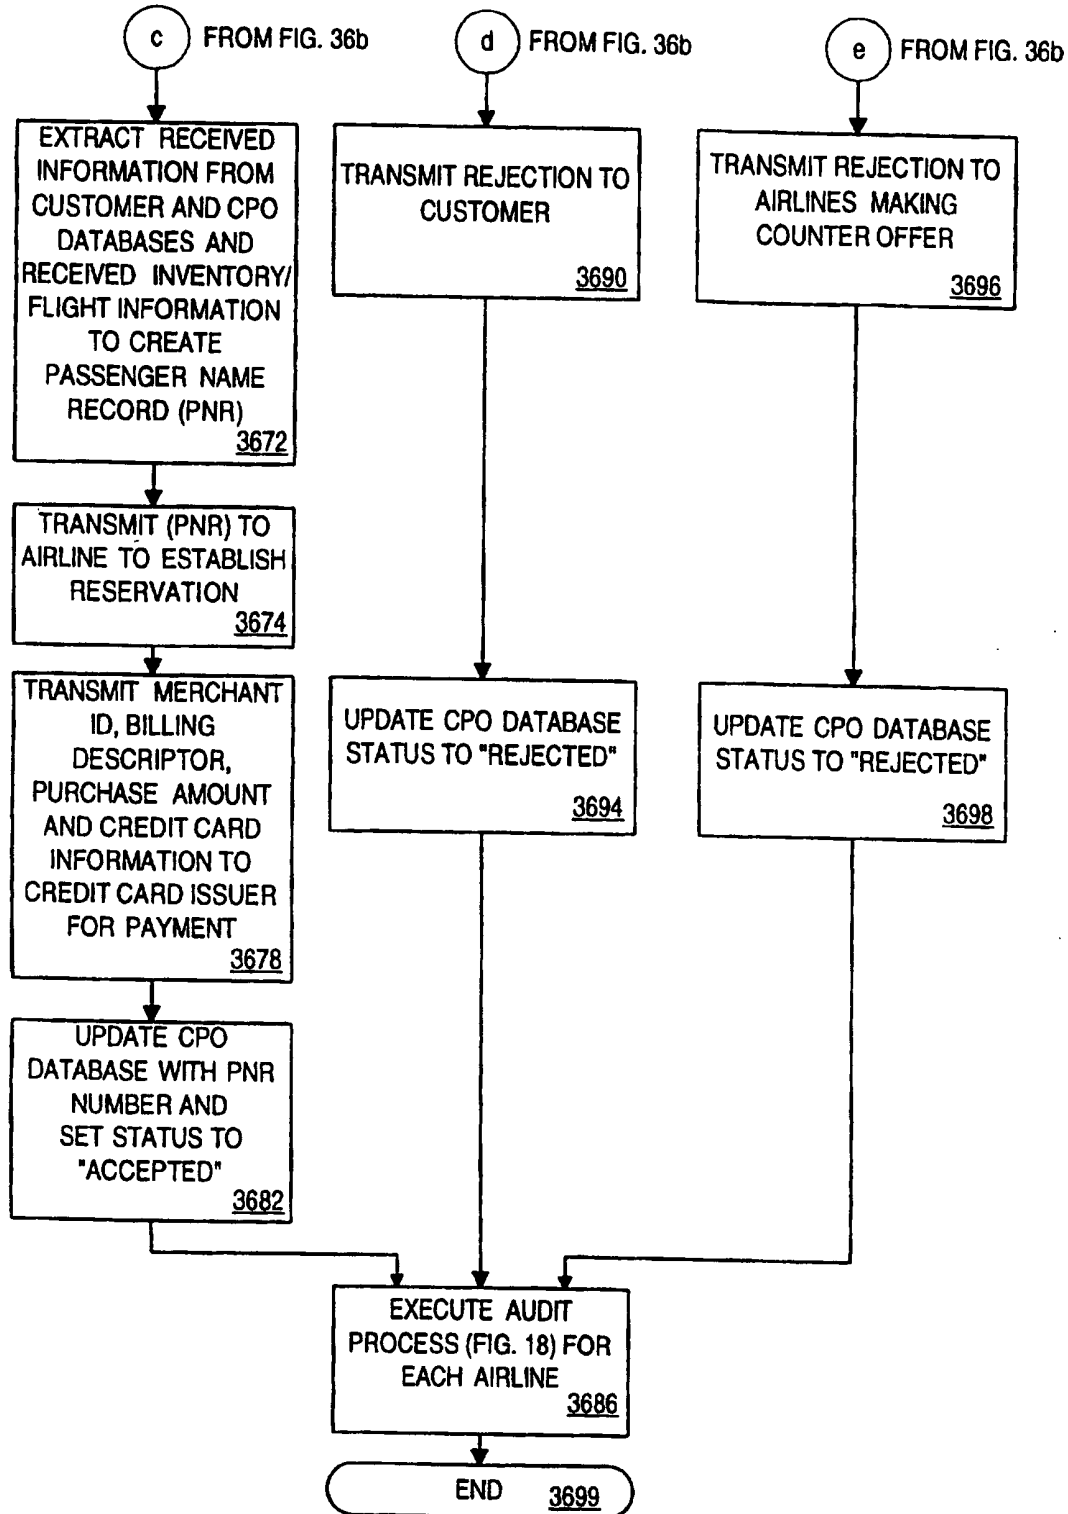 c FROM FIG. 36b
d FROM FIG. 36b
e FROM FIG. 36b
EXTRACT RECEIVED
INFORMATION FROM
CUSTOMER AND CPO
DATABASES AND
RECEIVED INVENTORY/
FLIGHT INFORMATION
TO CREATE
PASSENGER NAME
RECORD (PNR)
3672
TRANSMIT (PNR) TO
AIRLINE TO ESTABLISH
RESERVATION
3674
TRANSMIT MERCHANT
ID, BILLING
DESCRIPTOR,
PURCHASE AMOUNT
AND CREDIT CARD
INFORMATION TO
CREDIT CARD ISSUER
FOR PAYMENT
3678
UPDATE CPO
DATABASE WITH PNR
NUMBER AND
SET STATUS TO
"ACCEPTED"
3682
TRANSMIT REJECTION TO
CUSTOMER
3690
UPDATE CPO DATABASE
STATUS TO "REJECTED"
3694
TRANSMIT REJECTION TO
AIRLINES MAKING
COUNTER OFFER
3696
UPDATE CPO DATABASE
STATUS TO "REJECTED"
3698
EXECUTE AUDIT
PROCESS (FIG. 18) FOR
EACH AIRLINE
3686
END 3699